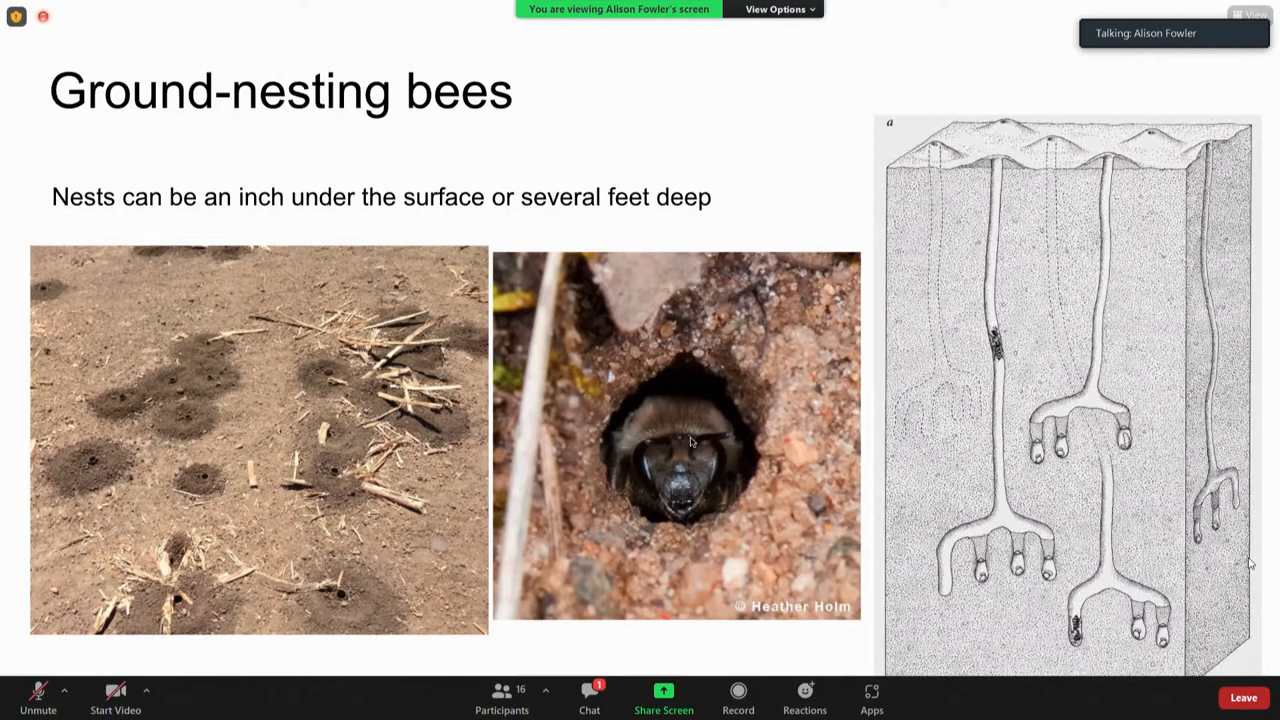 You are viewing Alison Fowler's screen
View Options
View
Talking: Alison Fowler
Ground-nesting bees
Nests can be an inch under the surface or several feet deep
a
© Heather Holm
Unmute
Start Video
Participants
16
Chat
1
Share Screen
Record
Reactions
Apps
Leave